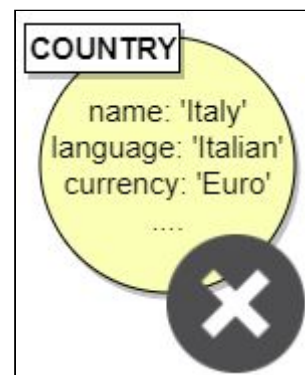 COUNTRY
name: 'Italy'
language: 'Italian'
currency: 'Euro'
....